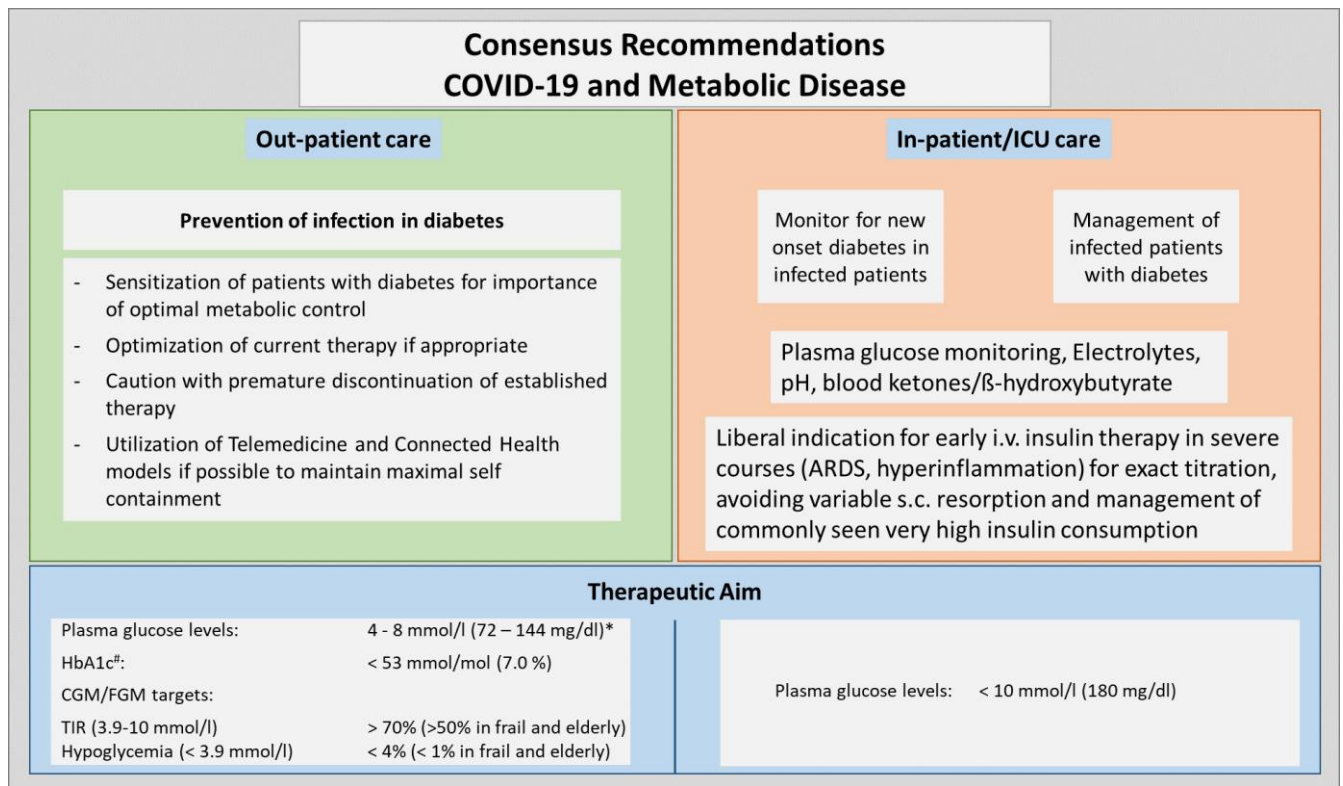 Consensus Recommendations
COVID-19 and Metabolic Disease
Out-patient care
Prevention of infection in diabetes
- Sensitization of patients with diabetes for importance
of optimal metabolic control
- Optimization of current therapy if appropriate
- Caution with premature discontinuation of established
therapy
- Utilization of Telemedicine and Connected Health
models if possible to maintain maximal self
containment
In-patient/ICU care
Monitor for new
onset diabetes in
infected patients
Management of
infected patients
with diabetes
Plasma glucose monitoring, Electrolytes,
pH, blood ketones/ß-hydroxybutyrate
Liberal indication for early i.v. insulin therapy in severe
courses (ARDS, hyperinflammation) for exact titration,
avoiding variable s.c. resorption and management of
commonly seen very high insulin consumption
Therapeutic Aim
Plasma glucose levels: 4 - 8 mmol/l (72 – 144 mg/dl)*
HbA1c#: < 53 mmol/mol (7.0 %)
CGM/FGM targets:
TIR (3.9-10 mmol/l) > 70% (>50% in frail and elderly)
Hypoglycemia (< 3.9 mmol/l) < 4% (< 1% in frail and elderly)
Plasma glucose levels: < 10 mmol/l (180 mg/dl)